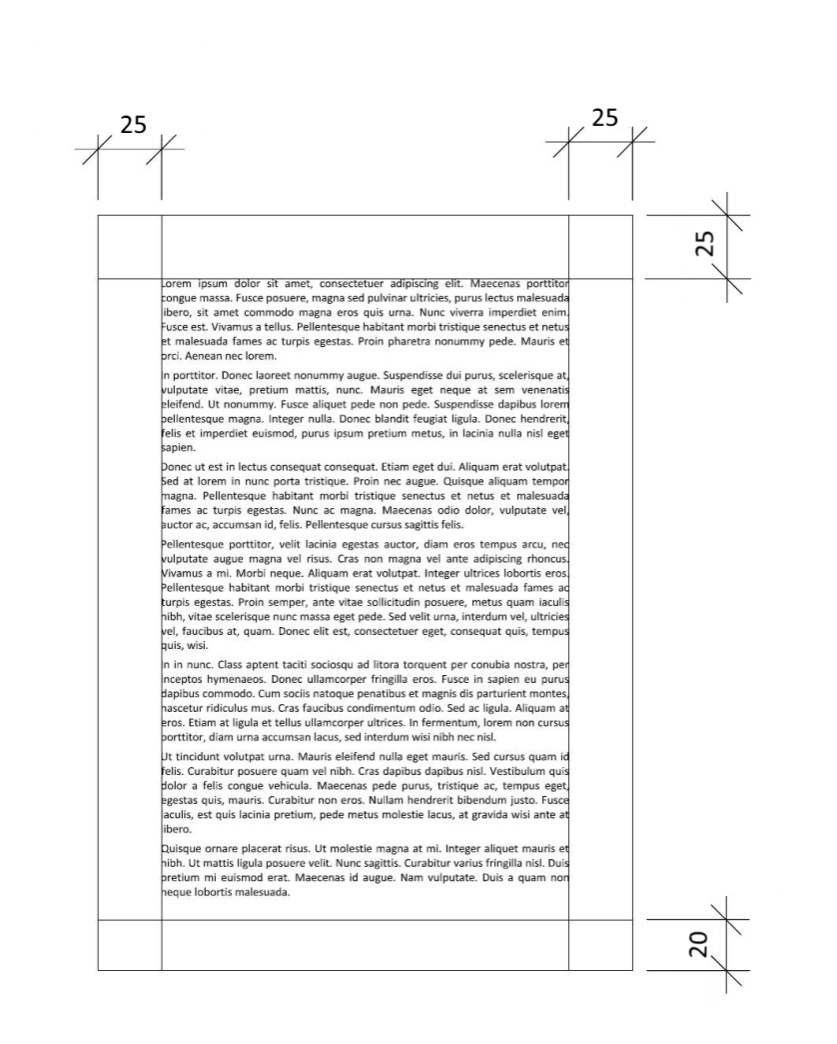 25
25
25
Lorem ipsum dolor sit amet, consectetuer adipiscing elit. Maecenas porttitor
congue massa. Fusce posuere, magna sed pulvinar ultricies, purus lectus malesuada
libero, sit amet commodo magna eros quis urna. Nunc viverra imperdiet enim.
Fusce est. Vivamus a tellus. Pellentesque habitant morbi tristique senectus et netus
et malesuada fames ac turpis egestas. Proin pharetra nonummy pede. Mauris et
orci. Aenean nec lorem.
In porttitor. Donec laoreet nonummy augue. Suspendisse dui purus, scelerisque at,
vulputate vitae, pretium mattis, nunc. Mauris eget neque at sem venenatis
eleifend. Ut nonummy. Fusce aliquet pede non pede. Suspendisse dapibus lorem
pellentesque magna. Integer nulla. Donec blandit feugiat ligula. Donec hendrerit,
felis et imperdiet euismod, purus ipsum pretium metus, in lacinia nulla nisl eget
sapien.
Donec ut est in lectus consequat consequat. Etiam eget dui. Aliquam erat volutpat.
Sed at lorem in nunc porta tristique. Proin nec augue. Quisque aliquam tempor
magna. Pellentesque habitant morbi tristique senectus et netus et malesuada
fames ac turpis egestas. Nunc ac magna. Maecenas odio dolor, vulputate vel,
auctor ac, accumsan id, felis. Pellentesque cursus sagittis felis.
Pellentesque porttitor, velit lacinia egestas auctor, diam eros tempus arcu, nec
vulputate augue magna vel risus. Cras non magna vel ante adipiscing rhoncus.
Vivamus a mi. Morbi neque. Aliquam erat volutpat. Integer ultrices lobortis eros.
Pellentesque habitant morbi tristique senectus et netus et malesuada fames ac
turpis egestas. Proin semper, ante vitae sollicitudin posuere, metus quam iaculis
nibh, vitae scelerisque nunc massa eget pede. Sed velit urna, interdum vel, ultricies
vel, faucibus at, quam. Donec elit est, consectetuer eget, consequat quis, tempus
quis, wisi.
In in nunc. Class aptent taciti sociosqu ad litora torquent per conubia nostra, per
inceptos hymenaeos. Donec ullamcorper fringilla eros. Fusce in sapien eu purus
dapibus commodo. Cum sociis natoque penatibus et magnis dis parturient montes,
nascetur ridiculus mus. Cras faucibus condimentum odio. Sed ac ligula. Aliquam at
eros. Etiam at ligula et tellus ullamcorper ultrices. In fermentum, lorem non cursus
porttitor, diam urna accumsan lacus, sed interdum wisi nibh nec nisl.
Ut tincidunt volutpat urna. Mauris eleifend nulla eget mauris. Sed cursus quam id
felis. Curabitur posuere quam vel nibh. Cras dapibus dapibus nisl. Vestibulum quis
dolor a felis congue vehicula. Maecenas pede purus, tristique ac, tempus eget,
egestas quis, mauris. Curabitur non eros. Nullam hendrerit bibendum justo. Fusce
iaculis, est quis lacinia pretium, pede metus molestie lacus, at gravida wisi ante at
libero.
Quisque ornare placerat risus. Ut molestie magna at mi. Integer aliquet mauris et
nibh. Ut mattis ligula posuere velit. Nunc sagittis. Curabitur varius fringilla nisl. Duis
pretium mi euismod erat. Maecenas id augue. Nam vulputate. Duis a quam non
neque lobortis malesuada.
20